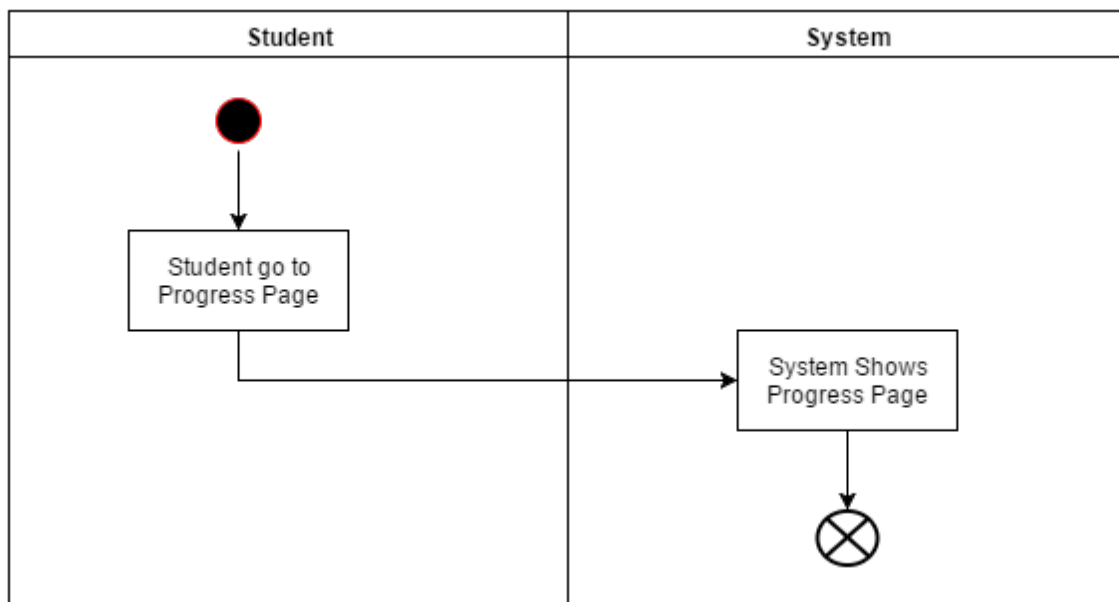 Student
System
Student go to
Progress Page
System Shows
Progress Page